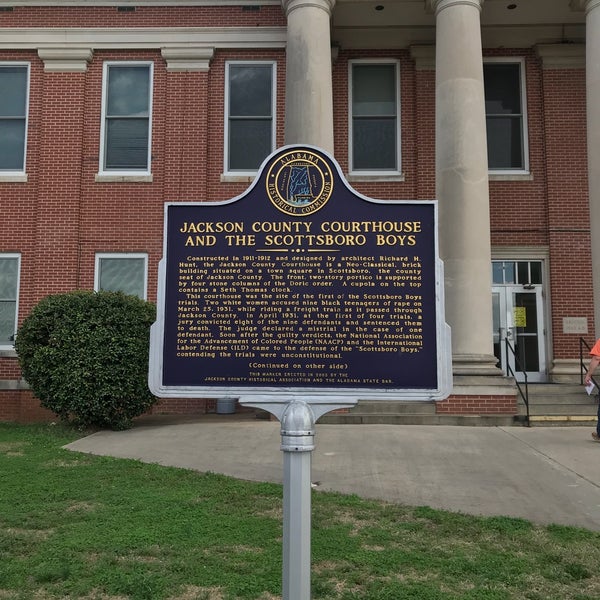 ALABAMA
HISTORICAL COMMISSION
JACKSON COUNTY COURTHOUSE
AND THE SCOTTSBORO BOYS
Constructed in 1911-1912 and designed by architect Richard H.
Hunt, the Jackson County Courthouse is a Neo-Classical, brick
building situated on a town square in Scottsboro, the county
seat of Jackson County. The front, two-story portico is supported
by four stone columns of the Doric order. A cupola on the top
contains a Seth Thomas clock.
This courthouse was the site of the first of the Scottsboro Boys
trials. Two white women accused nine black teenagers of rape on
March 25, 1931, while riding a freight train as it passed through
Jackson County. In April 1931, at the first of four trials, a
jury convicted eight of the nine defendants and sentenced them
to death. The judge declared a mistrial in the case of one
defendant. Soon after the guilty verdicts, the National Association
for the Advancement of Colored People (NAACP) and the International
Labor Defense (ILD) came to the defense of the "Scottsboro Boys,"
contending the trials were unconstitutional.
(Continued on other side)
THIS MARKER ERECTED IN 2003 BY THE
JACKSON COUNTY HISTORICAL ASSOCIATION AND THE ALABAMA STATE BAR.